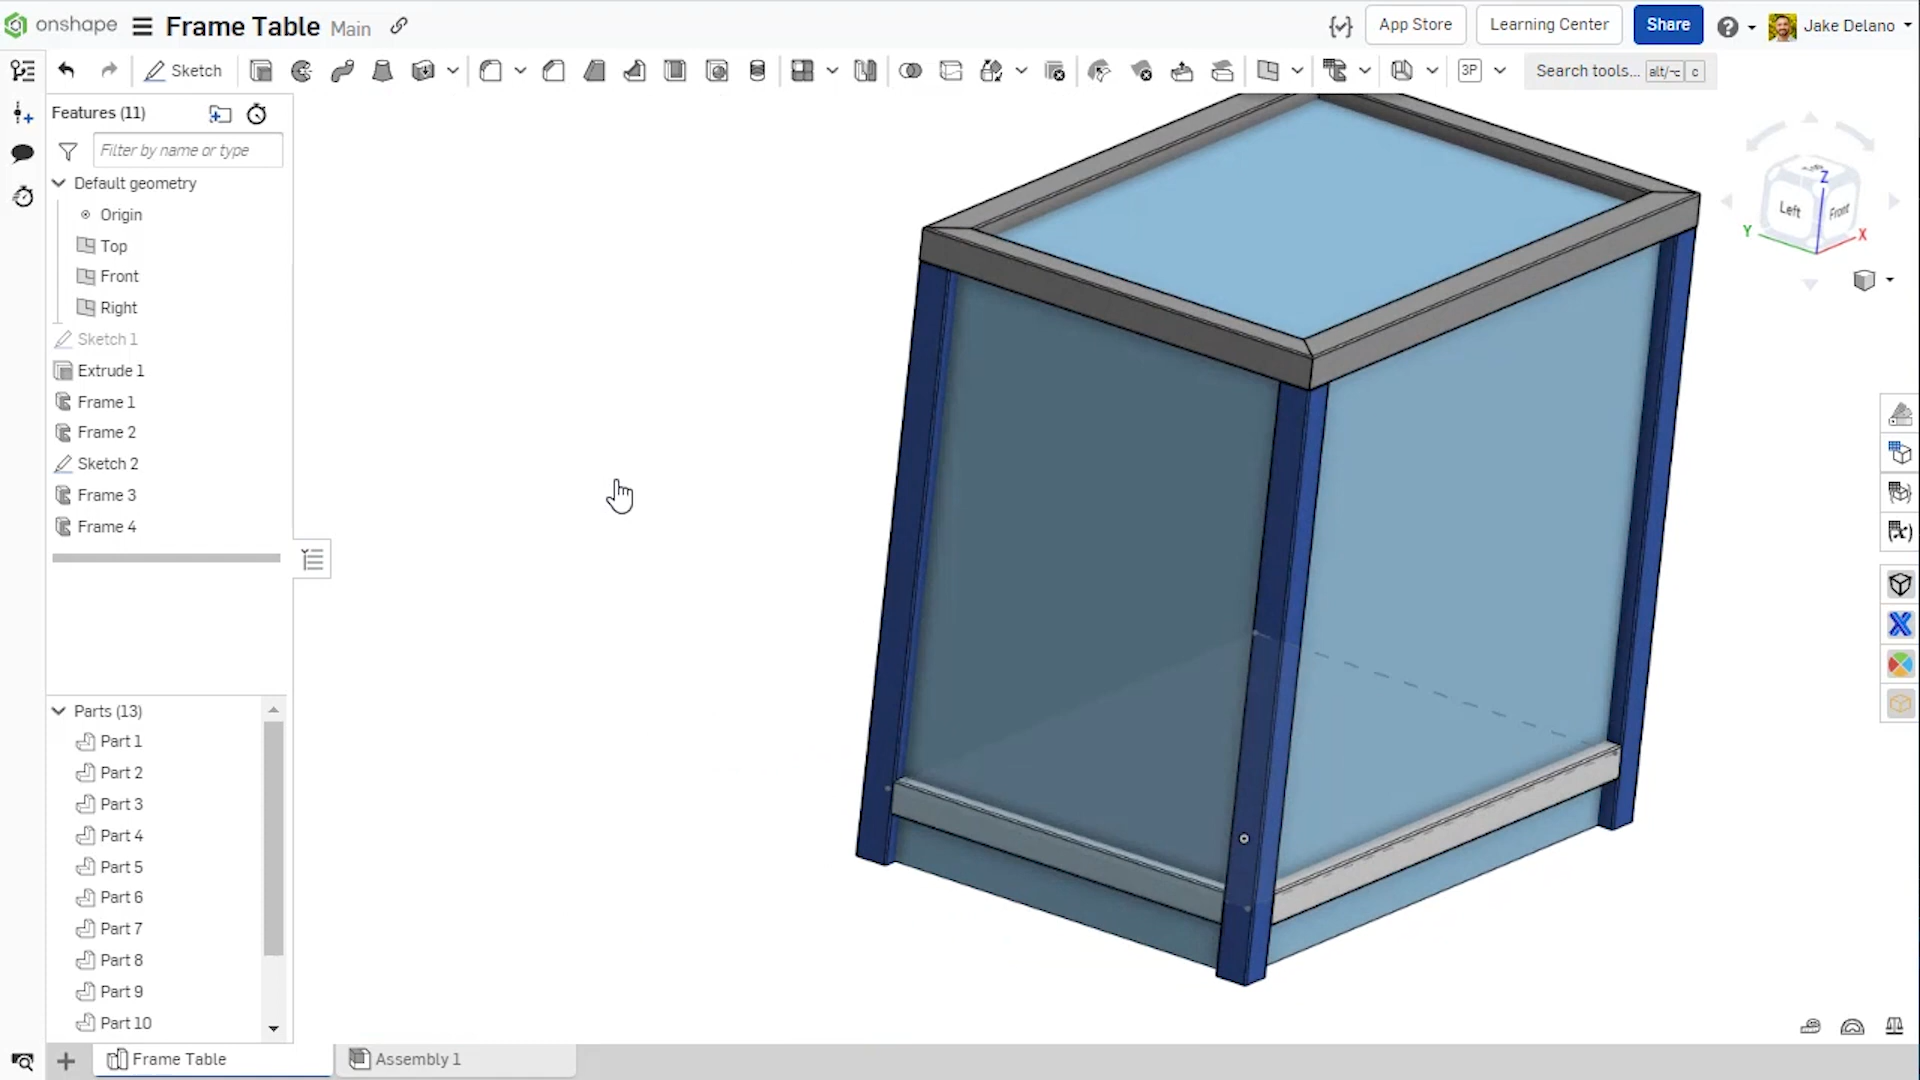 onshape Frame Table Main App Store Learning Center Share Jake Delano
Sketch 3P Search tools... alt/⌥ c
Features (11)
Filter by name or type
Default geometry
Origin
Top
Front
Right
Sketch 1
Extrude 1
Frame 1
Frame 2
Sketch 2
Frame 3
Frame 4
Parts (13)
Part 1
Part 2
Part 3
Part 4
Part 5
Part 6
Part 7
Part 8
Part 9
Part 10
Z
Left Front
Y X
Frame Table Assembly 1